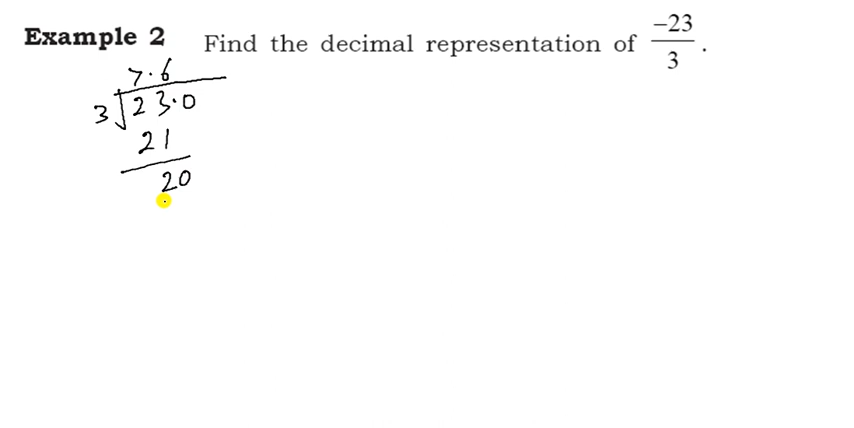 Example 2 Find the decimal representation of -23/3.
7.6
3 23.0
21
20